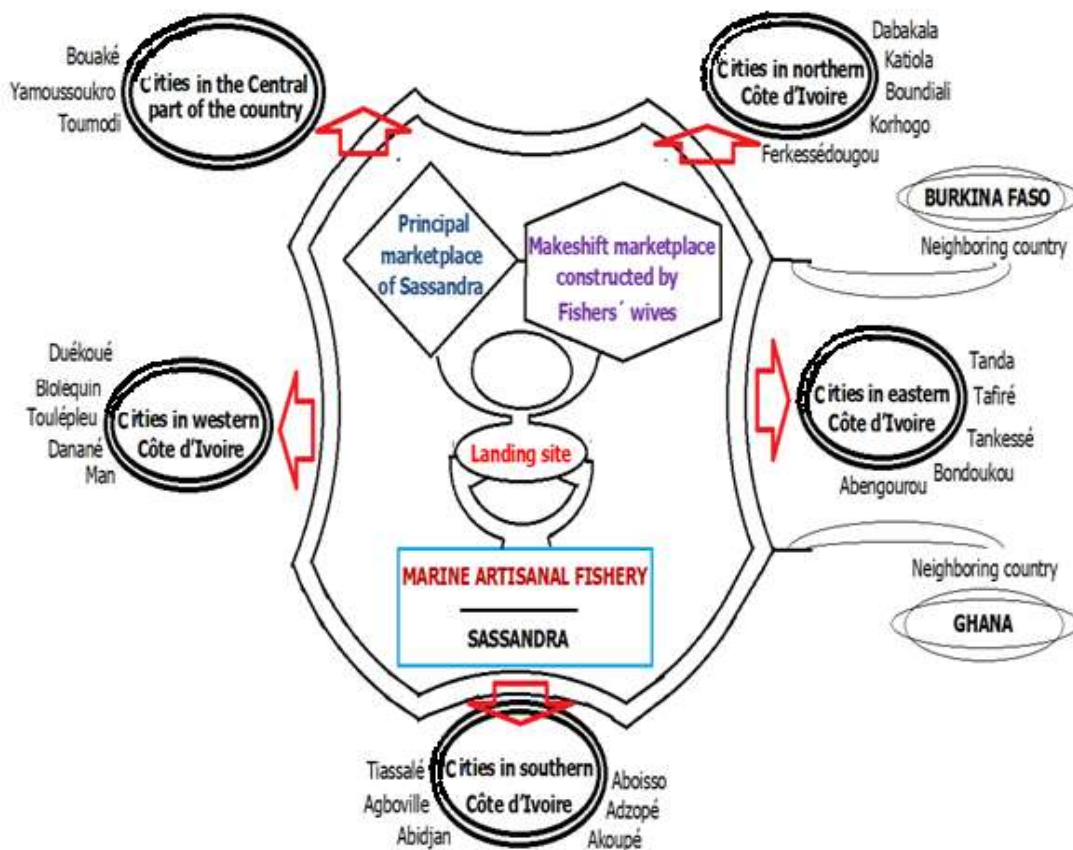 Bouaké
Yamoussoukro
Toumodi
Cities in the Central
part of the country
Cities in northern
Côte d'Ivoire
Dabakala
Katiola
Boundiali
Korhogo
Ferkessédougou
BURKINA FASO
Neighboring country
Principal
marketplace
of Sassandra
Makeshift marketplace
constructed by
Fishers´ wives
Duékoué
Blolequin
Toulépleu
Danané
Man
Cities in western
Côte d'Ivoire
Landing site
Cities in eastern
Côte d'Ivoire
Tanda
Tafiré
Tankessé
Bondoukou
Abengourou
MARINE ARTISANAL FISHERY
SASSANDRA
Neighboring country
GHANA
Tiassalé
Agboville
Abidjan
Cities in southern
Côte d'Ivoire
Aboisso
Adzopé
Akoupé